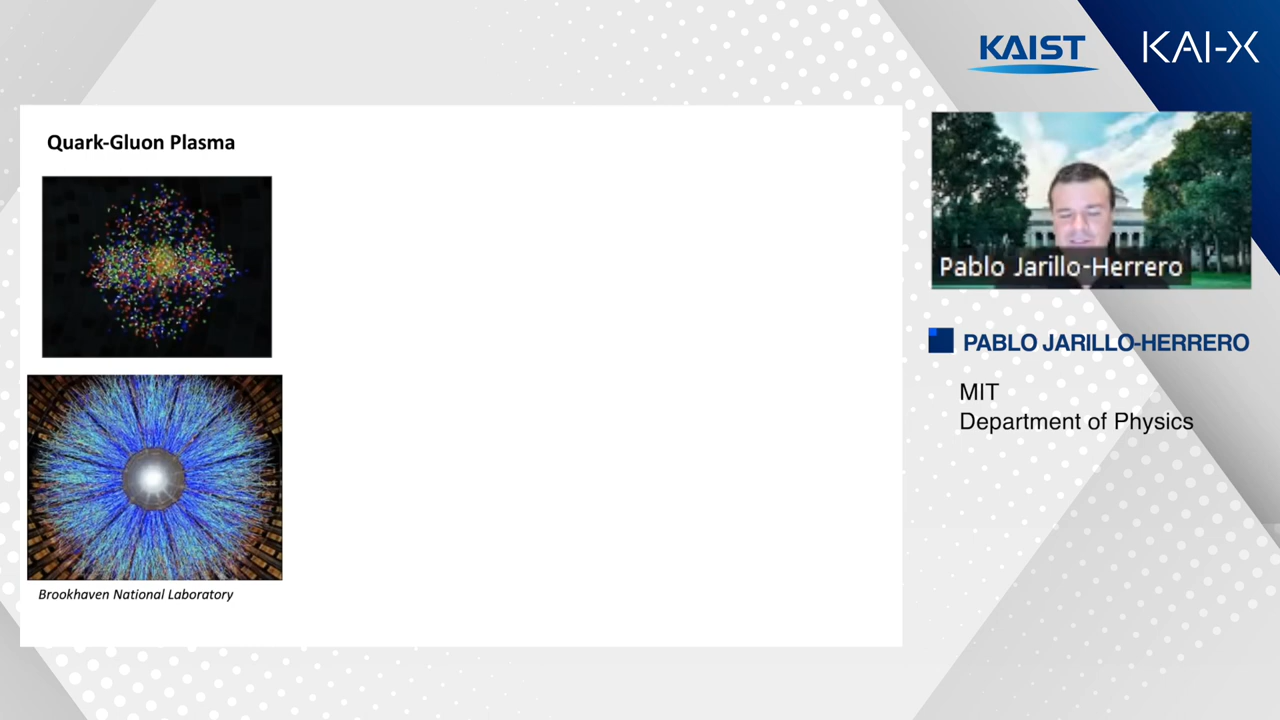 KAIST
KAI-X
Quark-Gluon Plasma
Brookhaven National Laboratory
Pablo Jarillo-Herrero
PABLO JARILLO-HERRERO
MIT
Department of Physics